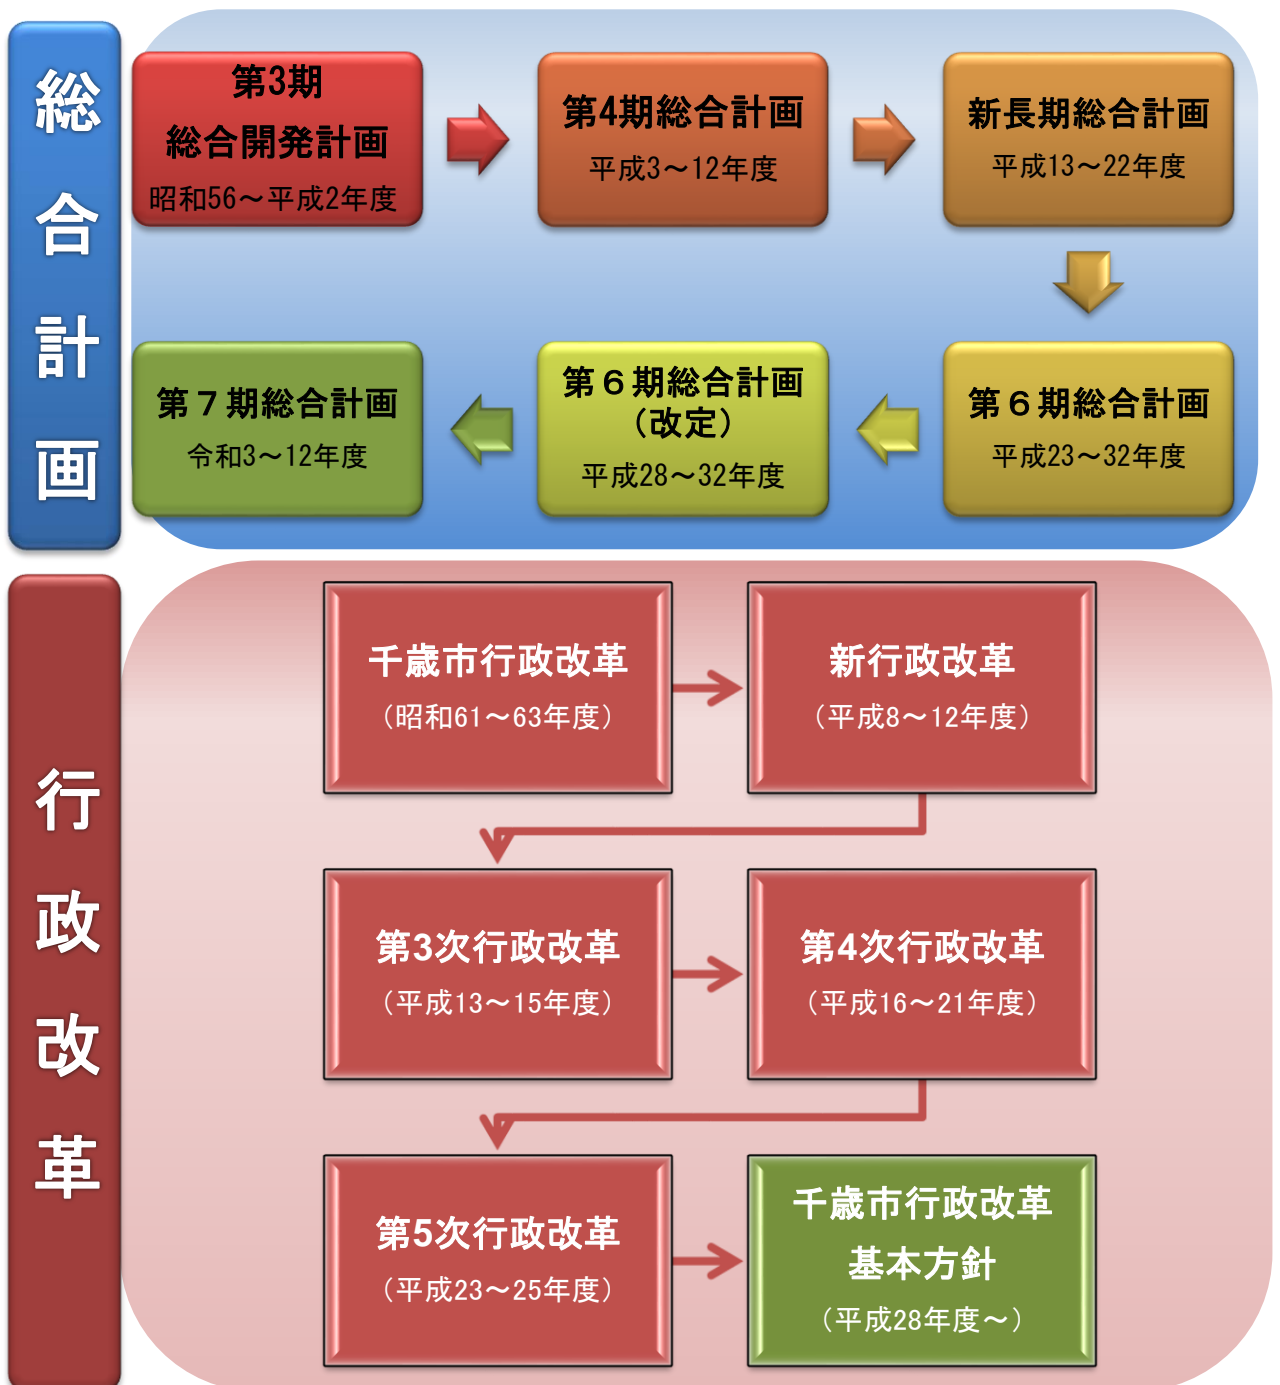 総合計画
第3期
総合開発計画
昭和56～平成2年度
第4期総合計画
平成3～12年度
新長期総合計画
平成13～22年度
第６期総合計画
平成23～32年度
第６期総合計画
（改定）
平成28～32年度
第７期総合計画
令和3～12年度
行政改革
千歳市行政改革
（昭和61～63年度）
新行政改革
（平成8～12年度）
第3次行政改革
（平成13～15年度）
第4次行政改革
（平成16～21年度）
第5次行政改革
（平成23～25年度）
千歳市行政改革
基本方針
（平成28年度～）